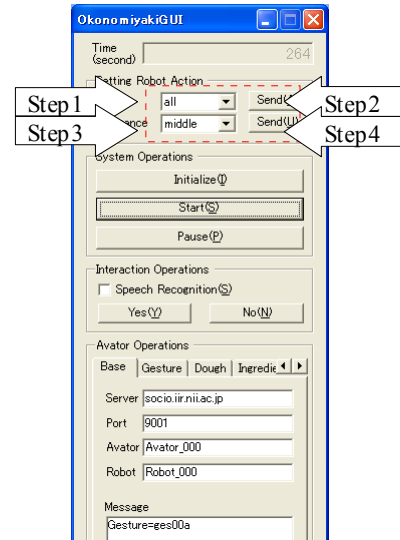 OkonomiyakiGUI
Time
(second)
264
Setting Robot Action
Step1
all
Step2
Step3
middle
Send(U)
Step4
System Operations
Initialize(I)
Start(S)
Pause(P)
Interaction Operations
Speech Recognition(S)
Yes(Y) No(N)
Avator Operations
Base Gesture Dough Ingredie
Server socio.iir.nii.ac.jp
Port 9001
Avator Avator_000
Robot Robot_000
Message
Gesture=ges00a